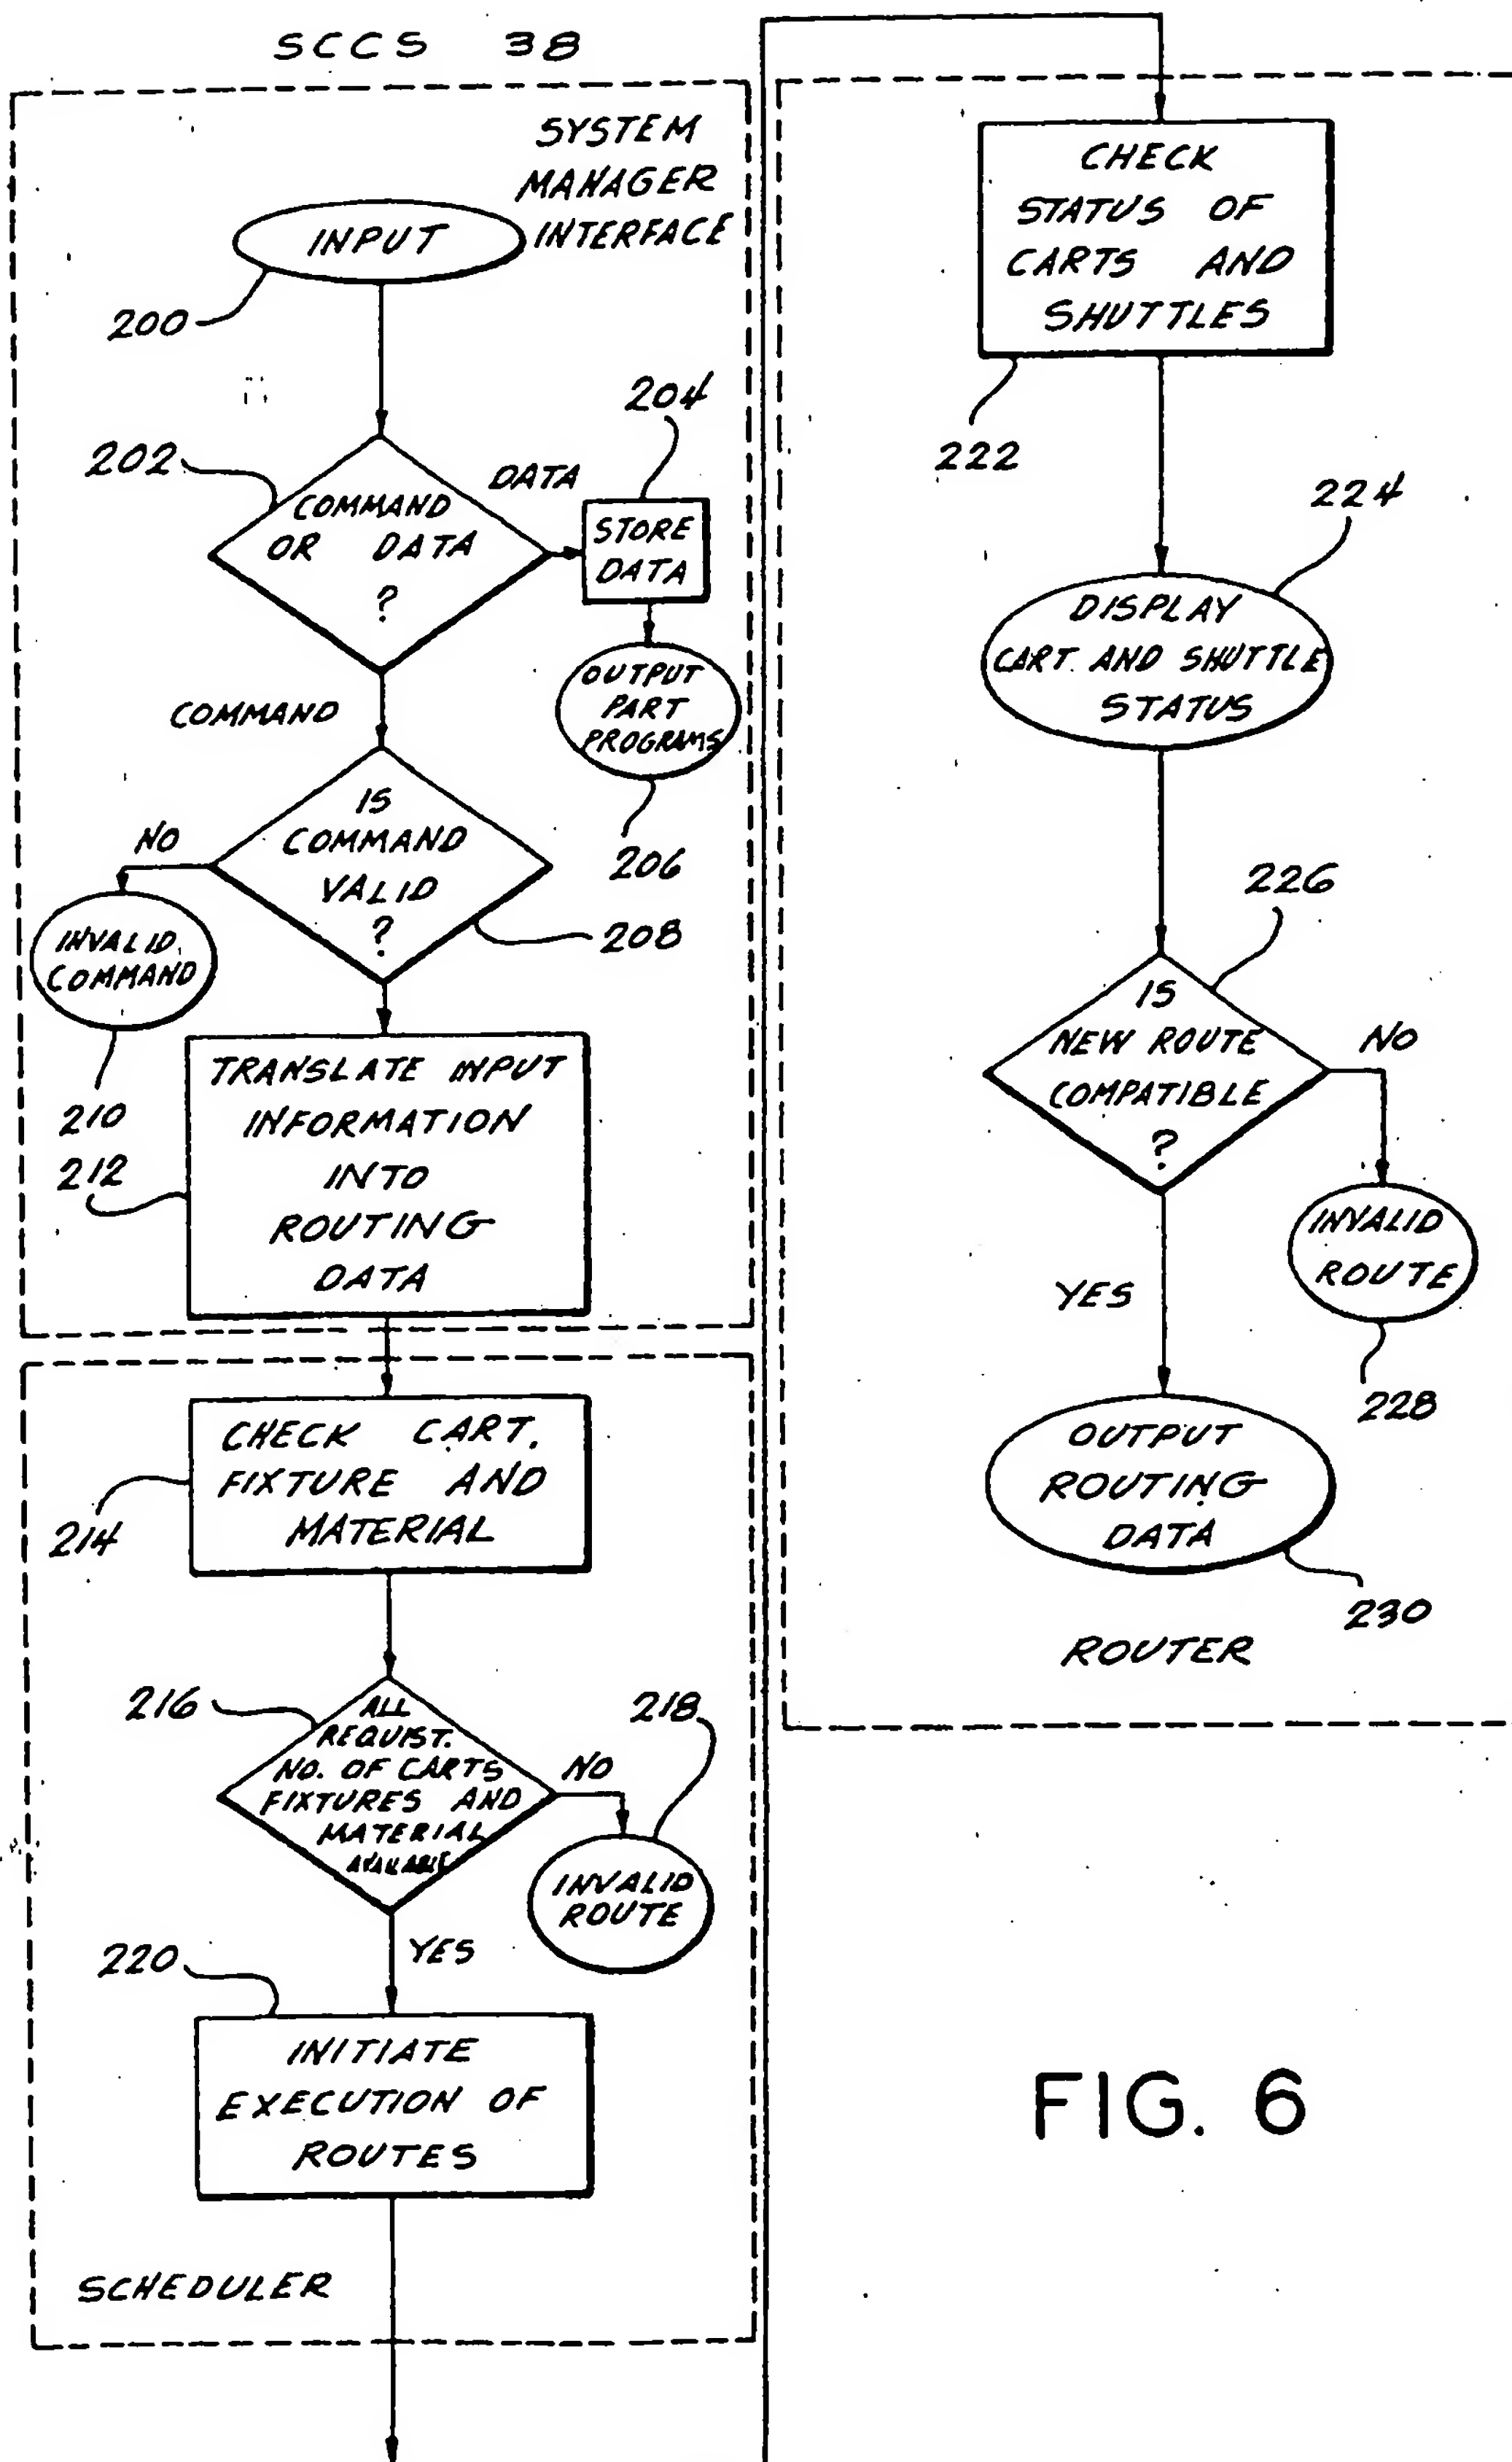 SCCS 38
SYSTEM
MANAGER
INTERFACE
INPUT
200
202
COMMAND
OR DATA
?
DATA
204
STORE
DATA
OUTPUT
PART
PROGRAMS
206
COMMAND
IS
COMMAND
VALID
?
208
NO
INVALID
COMMAND
210
212
TRANSLATE INPUT
INFORMATION
INTO
ROUTING
DATA
CHECK CART,
FIXTURE AND
MATERIAL
214
216
ALL
REQUIST.
NO. OF CARTS
FIXTURES AND
MATERIAL
AVAILABLE
NO
218
INVALID
ROUTE
YES
220
INITIATE
EXECUTION OF
ROUTES
SCHEDULER
CHECK
STATUS OF
CARTS AND
SHUTTLES
222
224
DISPLAY
CART AND SHUTTLE
STATUS
226
IS
NEW ROUTE
COMPATIBLE
?
NO
INVALID
ROUTE
228
YES
OUTPUT
ROUTING
DATA
230
ROUTER
FIG. 6